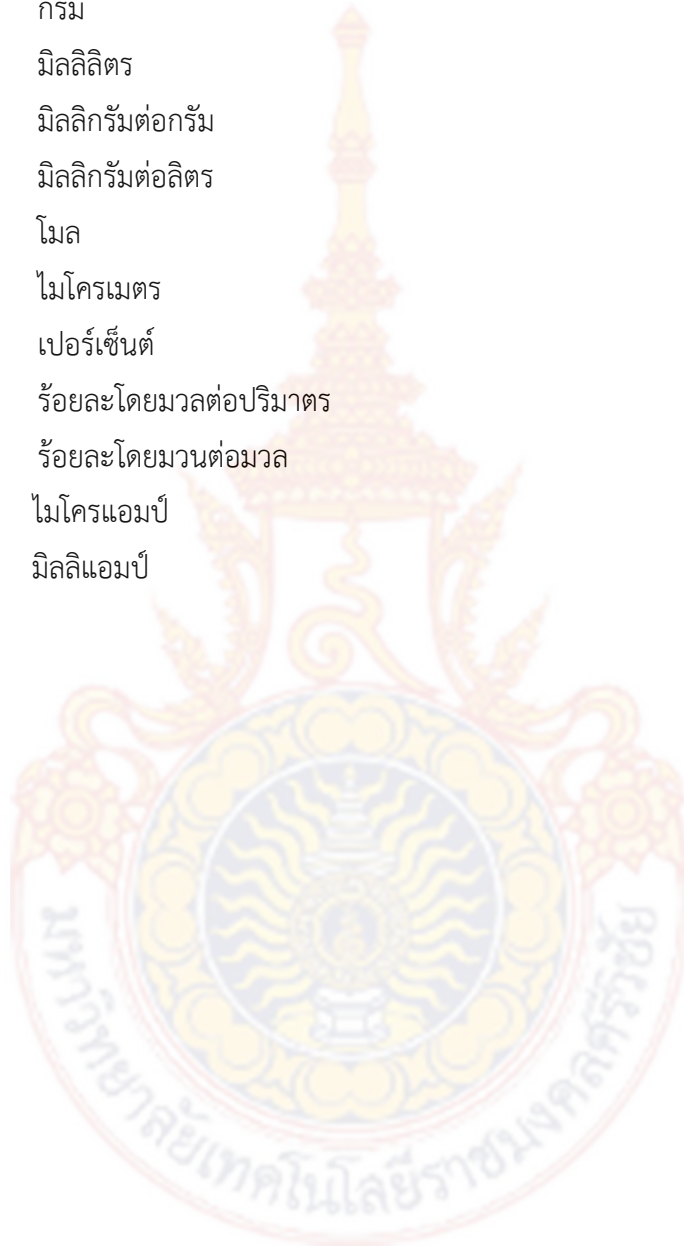 กรัม
มิลลิลิตร
มิลลิกรัมต่อกรัม
มิลลิกรัมต่อลิตร
โมล
ไมโครเมตร
เปอร์เซ็นต์
ร้อยละโดยมวลต่อปริมาตร
ร้อยละโดยมวนต่อมวล
ไมโครแอมป์
มิลลิแอมป์
มหาวิทยาลัยเทคโนโลยีราชมงคลศรีวิชัย